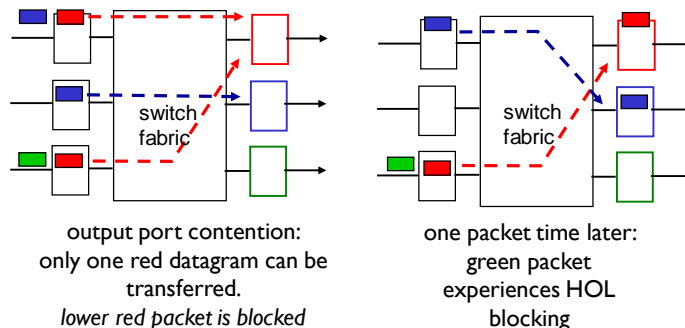 switch
fabric
switch
fabric
output port contention:
only one red datagram can be
transferred.
lower red packet is blocked
one packet time later:
green packet
experiences HOL
blocking